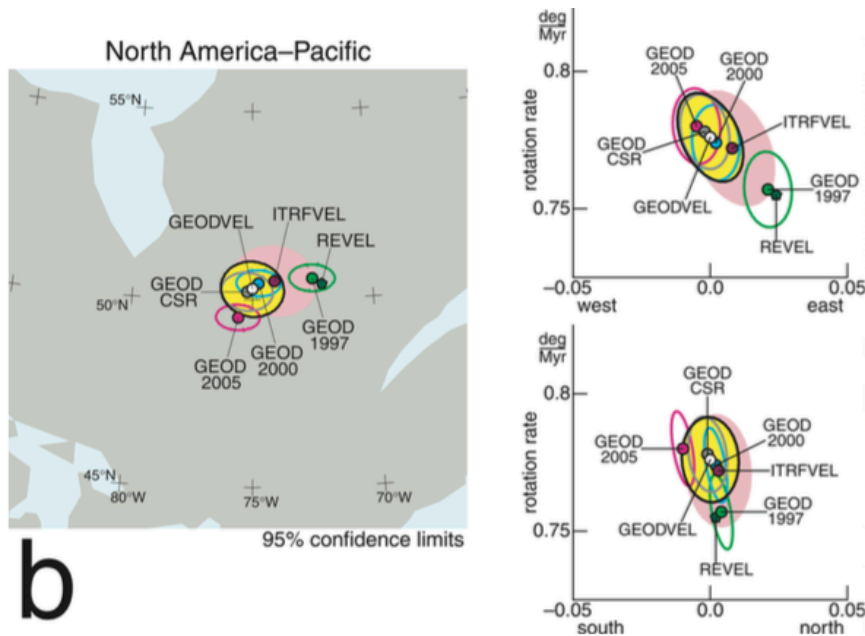 North America–Pacific
55°N
GEODVEL
ITRFVEL
REVEL
GEOD
CSR
50°N
GEOD
1997
GEOD
2005
GEOD
2000
45°N
80°W
75°W
70°W
95% confidence limits
b
deg
Myr
0.8
rotation rate
0.75
GEOD
2005
GEOD
2000
ITRFVEL
GEOD
CSR
GEODVEL
GEOD
1997
REVEL
−0.05
0.0
0.05
west
east
deg
Myr
0.8
rotation rate
0.75
GEOD
CSR
GEOD
2005
GEOD
2000
ITRFVEL
GEODVEL
GEOD
1997
REVEL
−0.05
0.0
0.05
south
north